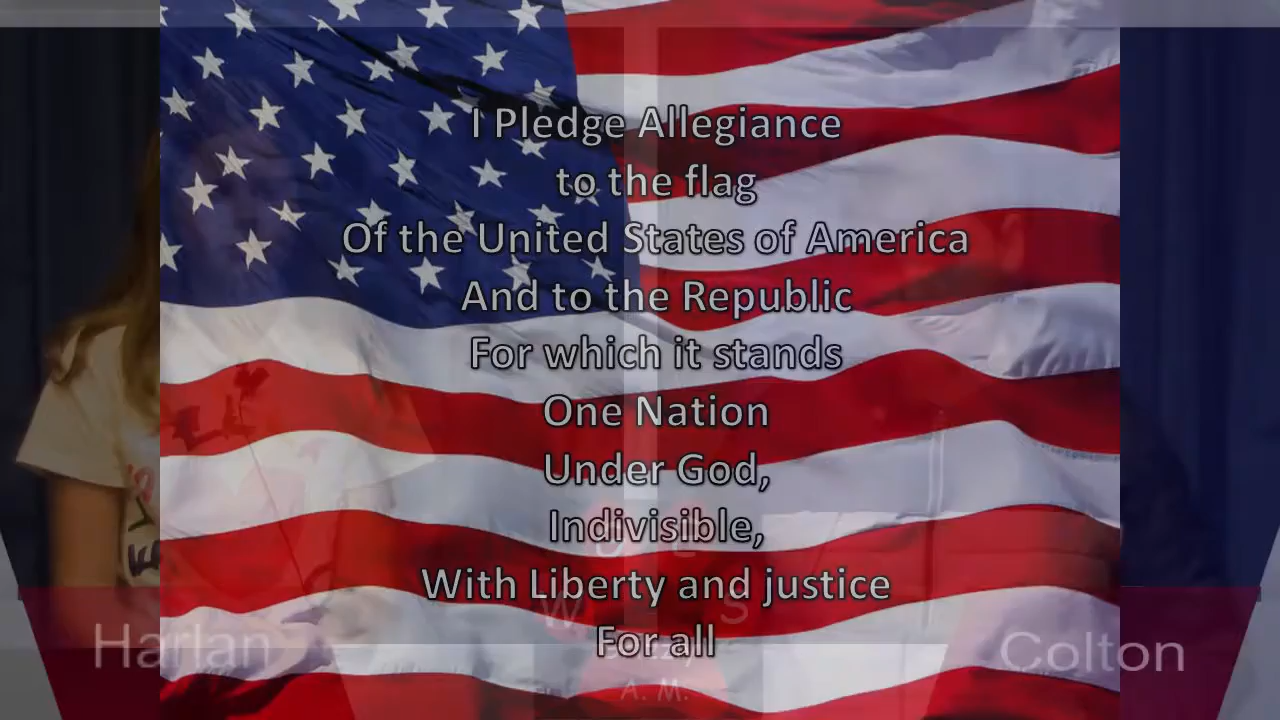 I Pledge Allegiance
to the flag
Of the United States of America
And to the Republic
For which it stands
One Nation
Under God,
Indivisible,
With Liberty and justice
For all
Harlan
Colton
W S
A. M.